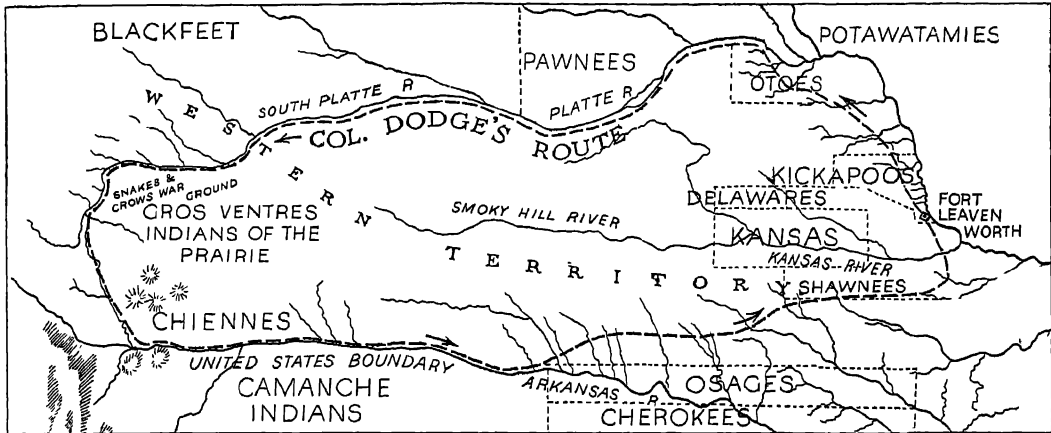 BLACKFEET
PAWNEES
POTAWATAMIES
OTOES
SOUTH PLATTE R
PLATTE R
COL. DODGE'S ROUTE
WESTERN TERRITORY
SNAKES &
CROWS WAR GROUND
GROS VENTRES
INDIANS OF THE
PRAIRIE
SMOKY HILL RIVER
KICKAPOOS
DELAWARES
FORT
LEAVEN
WORTH
KANSAS
KANSAS RIVER
SHAWNEES
CHIENNES
UNITED STATES BOUNDARY
CAMANCHE
INDIANS
ARKANSAS R.
OSAGES
CHEROKEES